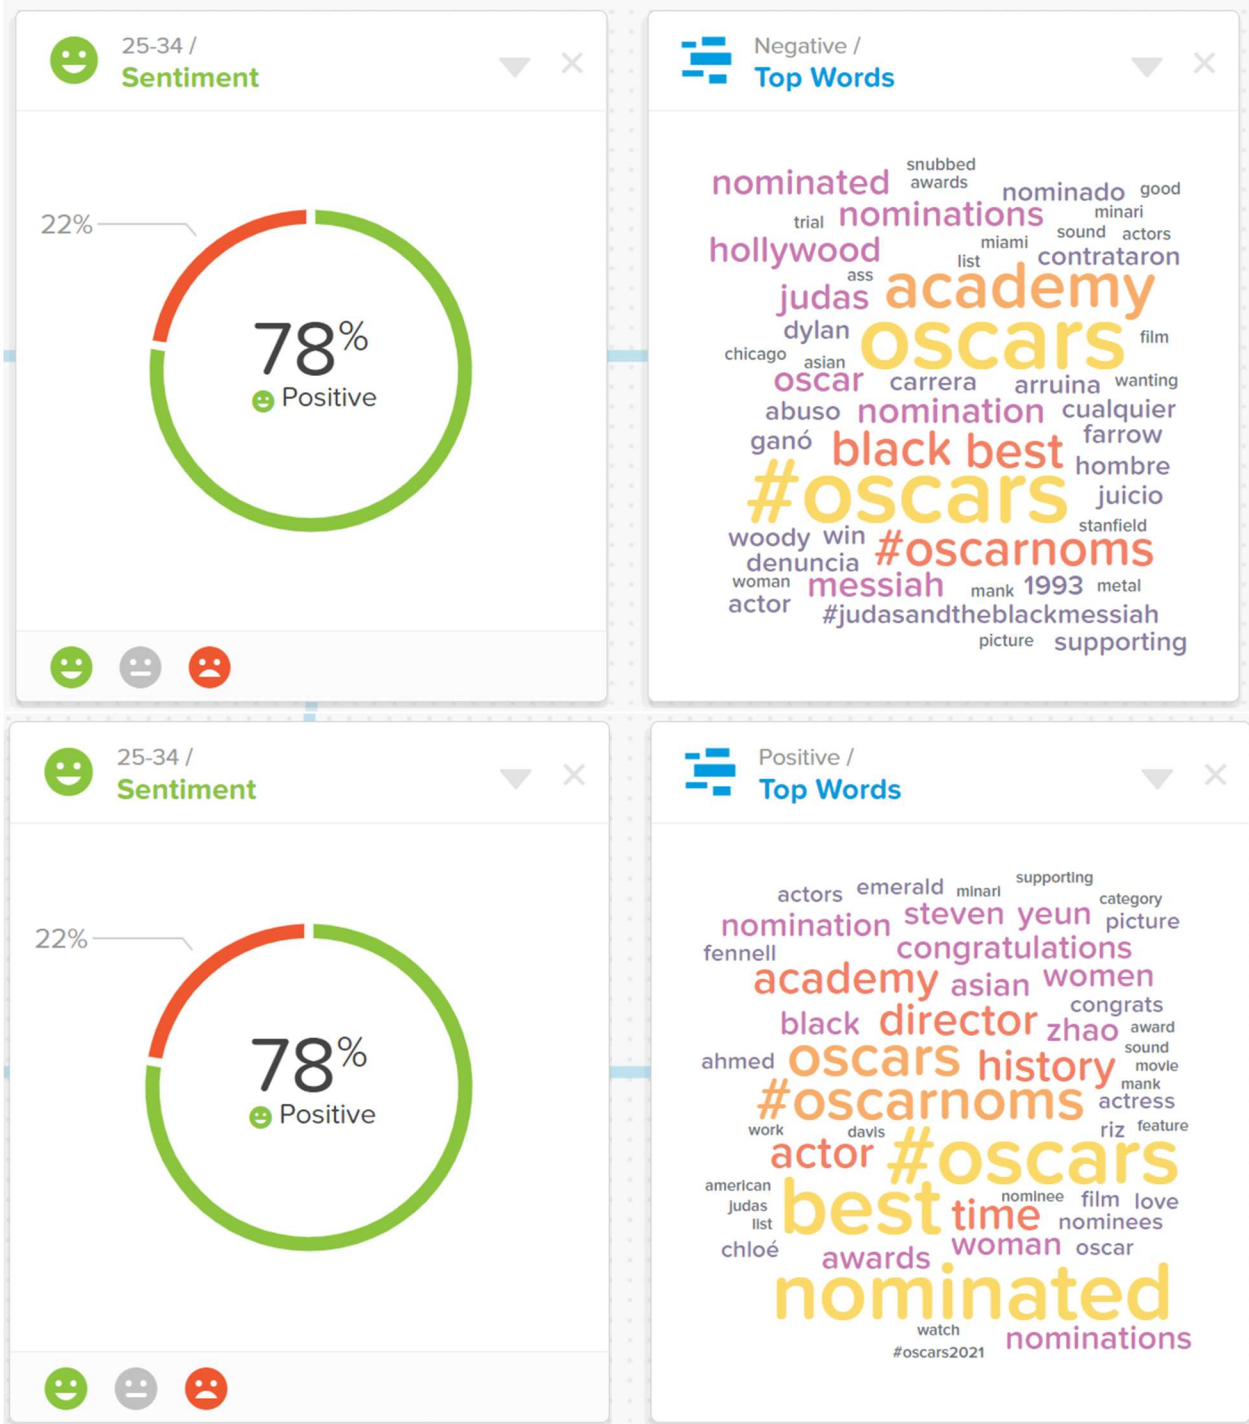 25-34 /
Sentiment
22%
78%
Positive
Negative /
Top Words
snubbed
nominated
awards
nominado
good
trial
nominations
minari
sound
actors
hollywood
miami
list
contrataron
ass
academy
judas
dylan
oscars
film
chicago
asian
oscar
carrera
arruina
wanting
abuso
nomination
cualquier
ganó
black
best
farrow
hombre
#oscars
juicio
stanfield
woody
win
#oscarnoms
denuncia
woman
messiah
mank
1993
metal
actor
#judasandtheblackmessiah
picture
supporting
25-34 /
Sentiment
22%
78%
Positive
Positive /
Top Words
supporting
actors
emerald
minari
category
nomination
steven
yeun
picture
fennell
congratulations
academy
asian
women
congrats
black
director
zhao
award
sound
ahmed
oscars
history
movie
mank
#oscarnoms
actress
work
davis
riz
feature
actor
#oscars
american
judas
best
nominee
film
love
list
time
nominees
chloé
awards
woman
oscar
nominated
watch
nominations
#oscars2021